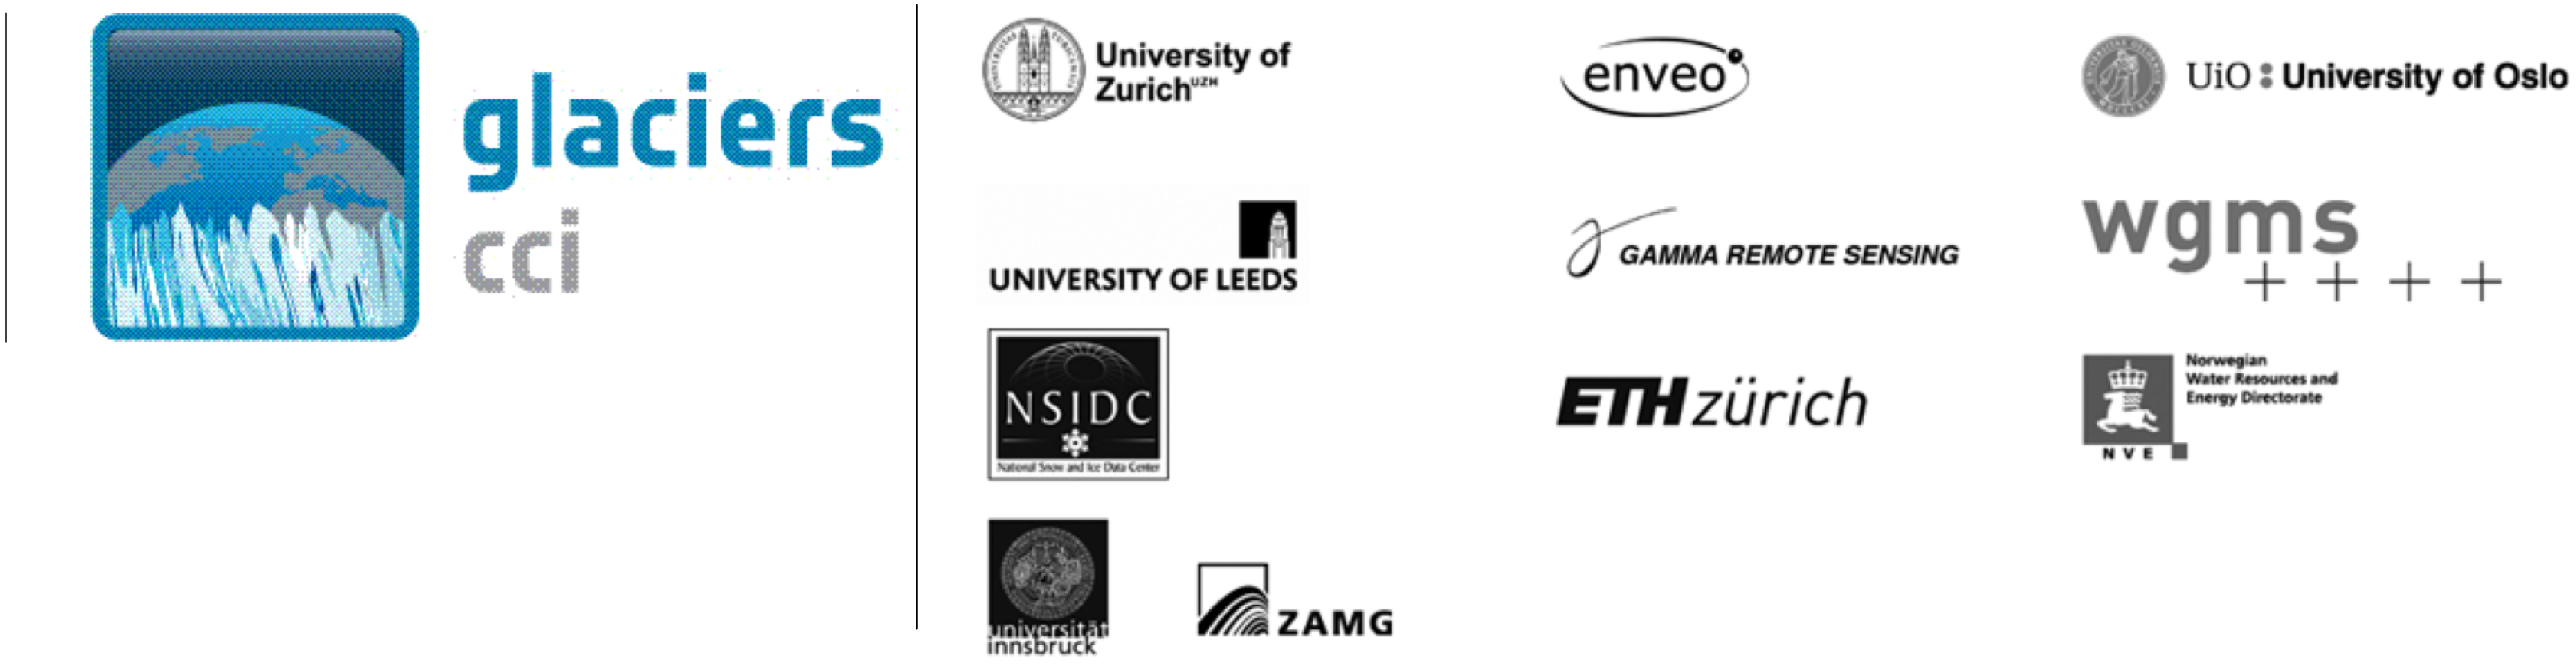 glaciers
cci
University of
Zurich UZH
enveo
UiO : University of Oslo
UNIVERSITY OF LEEDS
GAMMA REMOTE SENSING
wgms
NSIDC
National Snow and Ice Data Center
ETH zürich
Norwegian
Water Resources and
Energy Directorate
NVE
universität
innsbruck
ZAMG